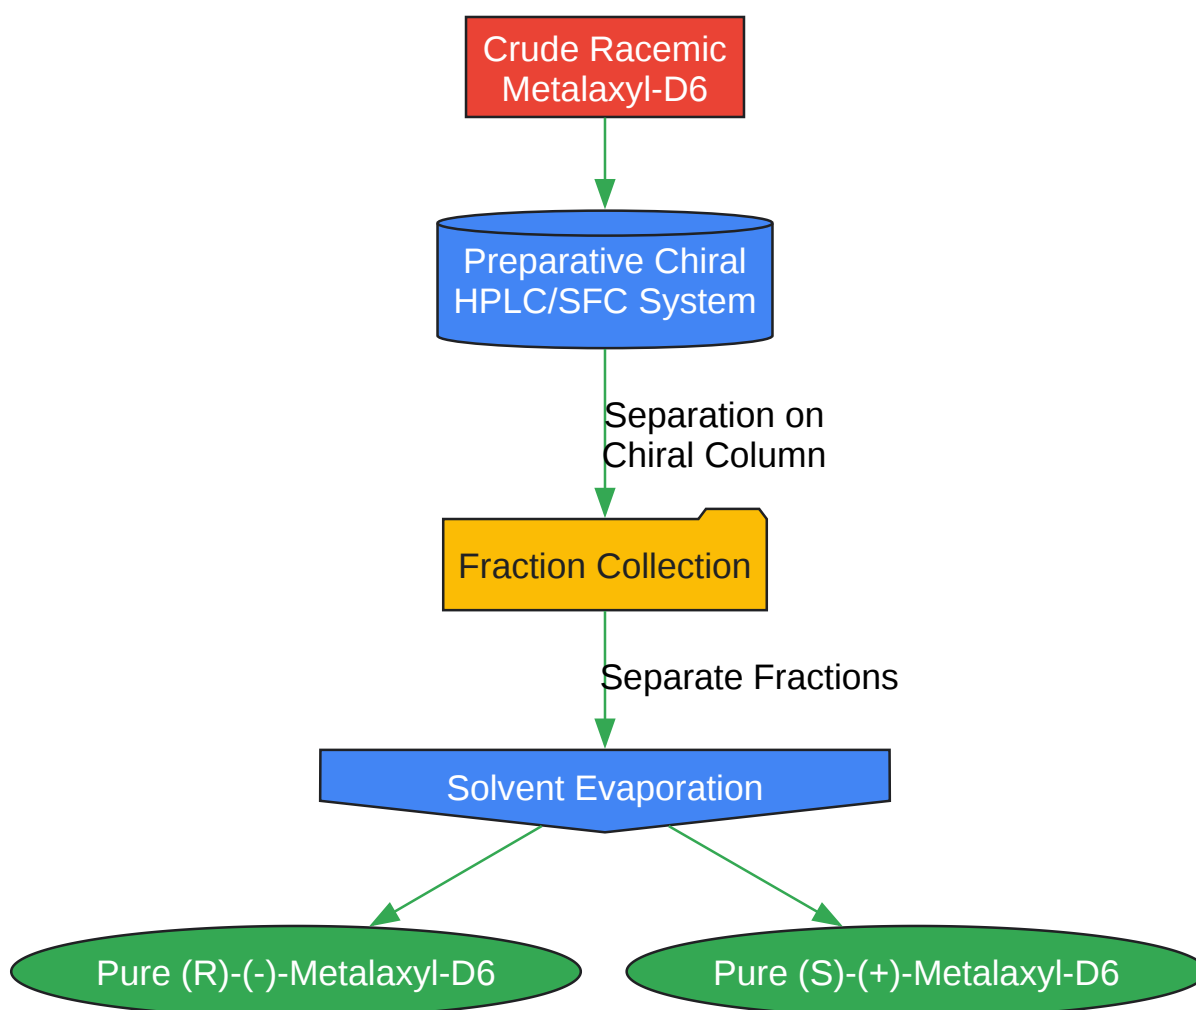 Crude Racemic
Metalaxyl-D6
Preparative Chiral
HPLC/SFC System
Separation on
Chiral Column
Fraction Collection
Separate Fractions
Solvent Evaporation
Pure (R)-(-)-Metalaxyl-D6
Pure (S)-(+)-Metalaxyl-D6